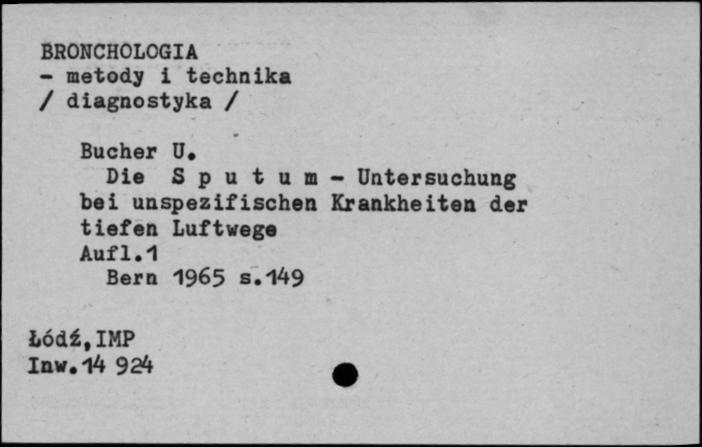 BRONCHOLOGIA
- metody i technika
/ diagnostyka /
Bucher U.
Die S p u t u m - Untersuchung
bei unspezifischen Krankheiten der
tiefen Luftwege
Aufl.1
Bern 1965 s.149
Łódź,IMP
Inw.14 924